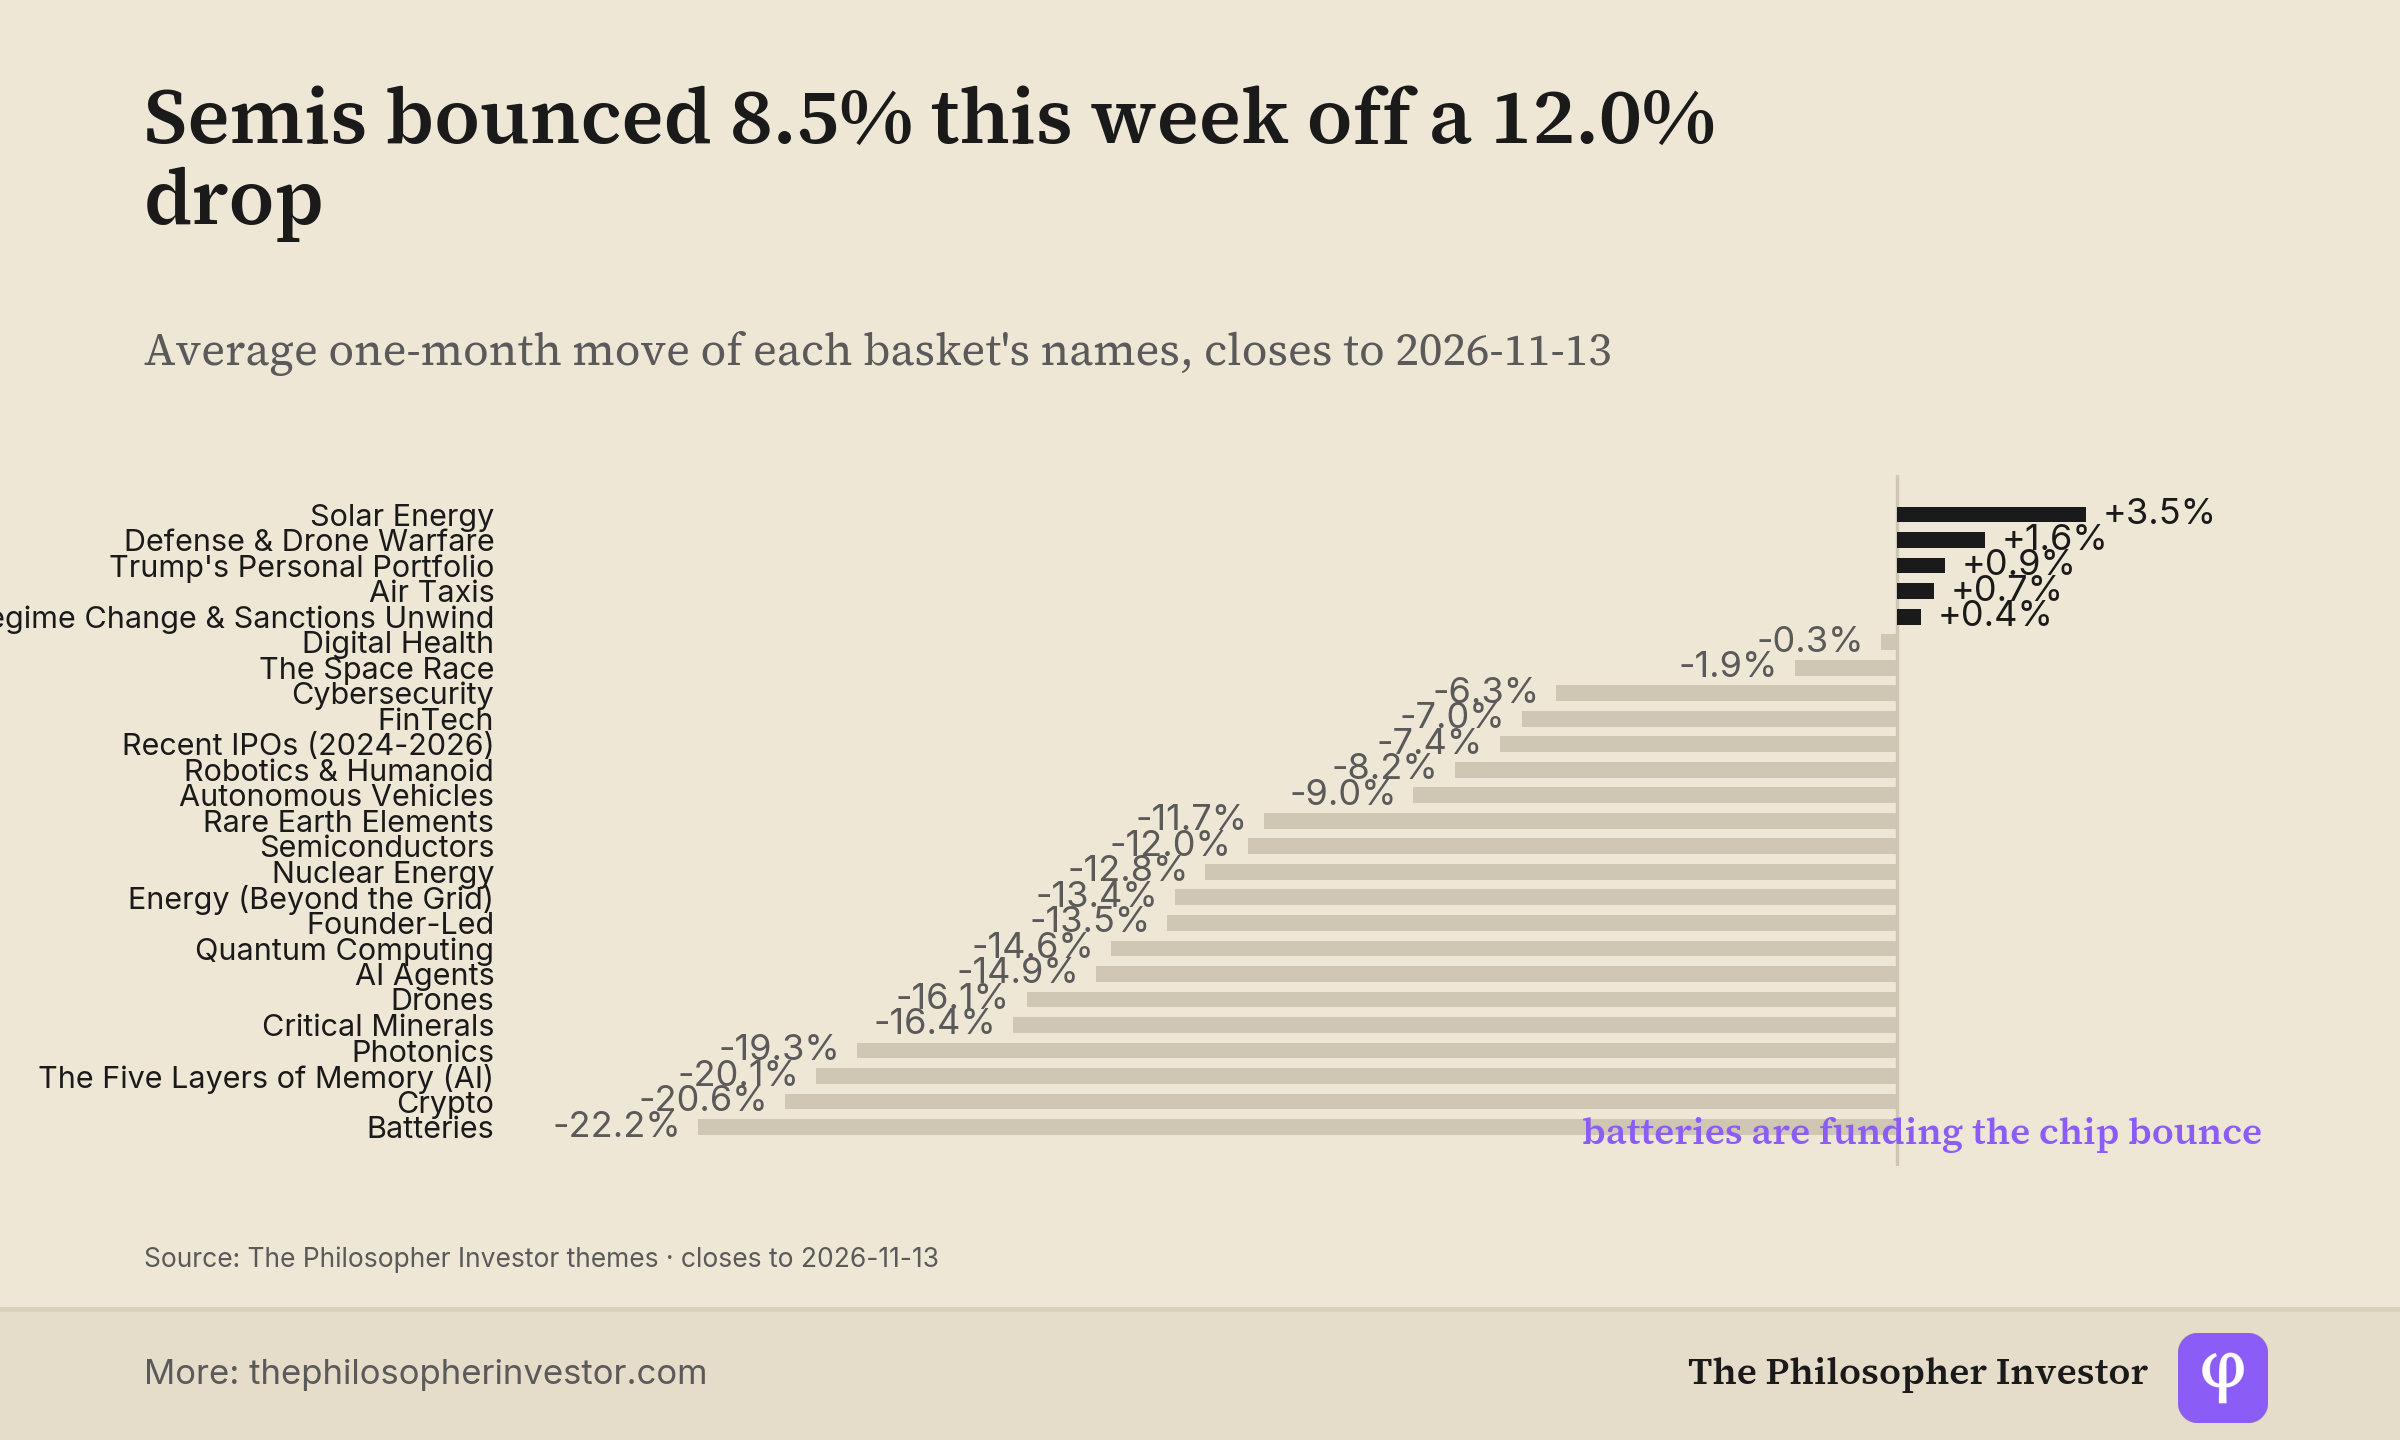 Semis bounced 8.5% this week off a 12.0%
drop
Average one-month move of each basket's names, closes to 2026-11-13
Solar Energy +3.5%
Defense & Drone Warfare +1.6%
Trump's Personal Portfolio +0.9%
Air Taxis +0.7%
Change & Sanctions Unwind +0.4%
Digital Health -0.3%
The Space Race -1.9%
Cybersecurity -6.3%
FinTech -7.0%
Recent IPOs (2024-2026) -7.4%
Robotics & Humanoid -8.2%
Autonomous Vehicles -9.0%
Rare Earth Elements -11.7%
Semiconductors -12.0%
Nuclear Energy -12.8%
Energy (Beyond the Grid) -13.4%
Founder-Led -13.5%
Quantum Computing -14.6%
AI Agents -14.9%
Drones -16.1%
Critical Minerals -16.4%
Photonics -19.3%
The Five Layers of Memory (AI) -20.1%
Crypto -20.6%
Batteries -22.2%
batteries are funding the chip bounce
Source: The Philosopher Investor themes · closes to 2026-11-13
More: thephilosopherinvestor.com
The Philosopher Investor φ